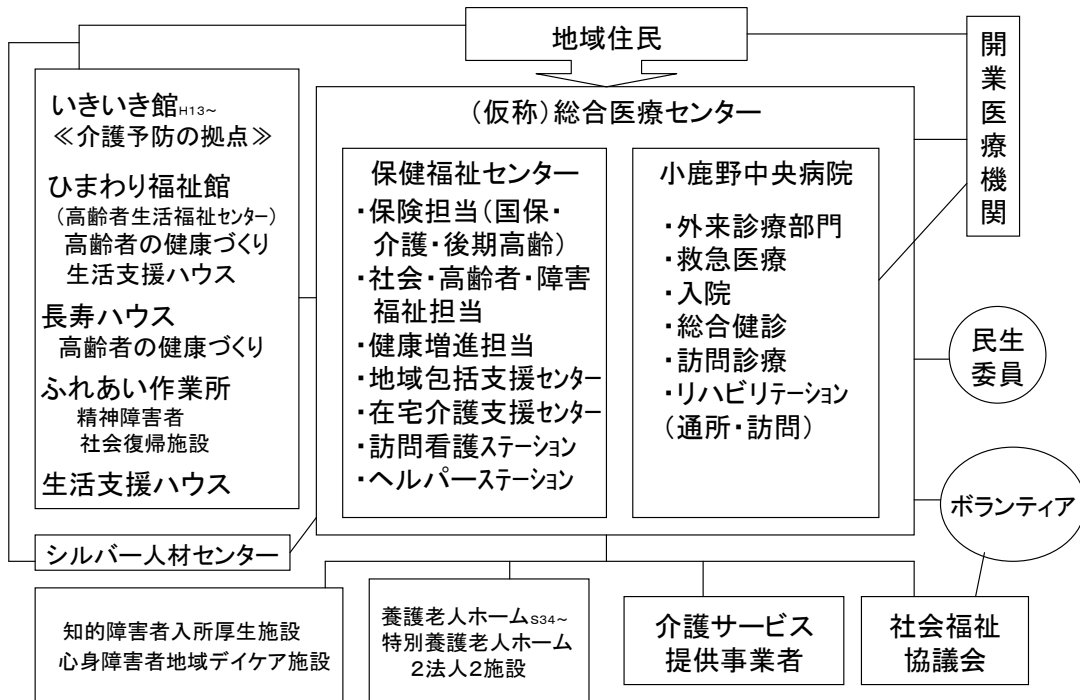 地域住民
いきいき館H13～
≪介護予防の拠点≫
ひまわり福祉館
(高齢者生活福祉センター)
高齢者の健康づくり
生活支援ハウス
長寿ハウス
高齢者の健康づくり
ふれあい作業所
精神障害者
社会復帰施設
生活支援ハウス
シルバー人材センター
(仮称)総合医療センター
保健福祉センター
・保険担当(国保・
介護・後期高齢)
・社会・高齢者・障害
福祉担当
・健康増進担当
・地域包括支援センター
・在宅介護支援センター
・訪問看護ステーション
・ヘルパーステーション
小鹿野中央病院
・外来診療部門
・救急医療
・入院
・総合健診
・訪問診療
・リハビリテーション
(通所・訪問)
開業医療機関
民生
委員
ボランティア
知的障害者入所厚生施設
心身障害者地域デイケア施設
養護老人ホームS34～
特別養護老人ホーム
2法人2施設
介護サービス
提供事業者
社会福祉
協議会